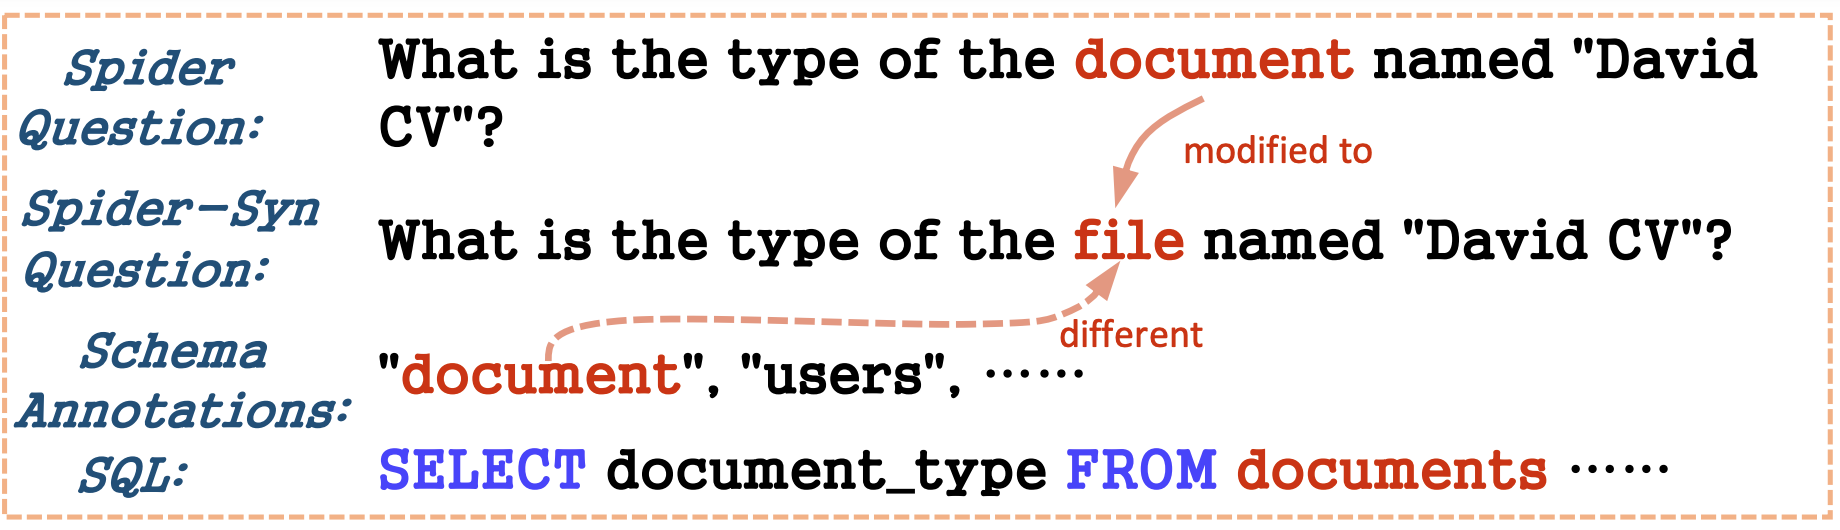 Spider Question: What is the type of the document named "David CV"?
modified to
Spider-Syn Question: What is the type of the file named "David CV"?
different
Schema Annotations: "document", "users", ……
SQL: SELECT document_type FROM documents ……